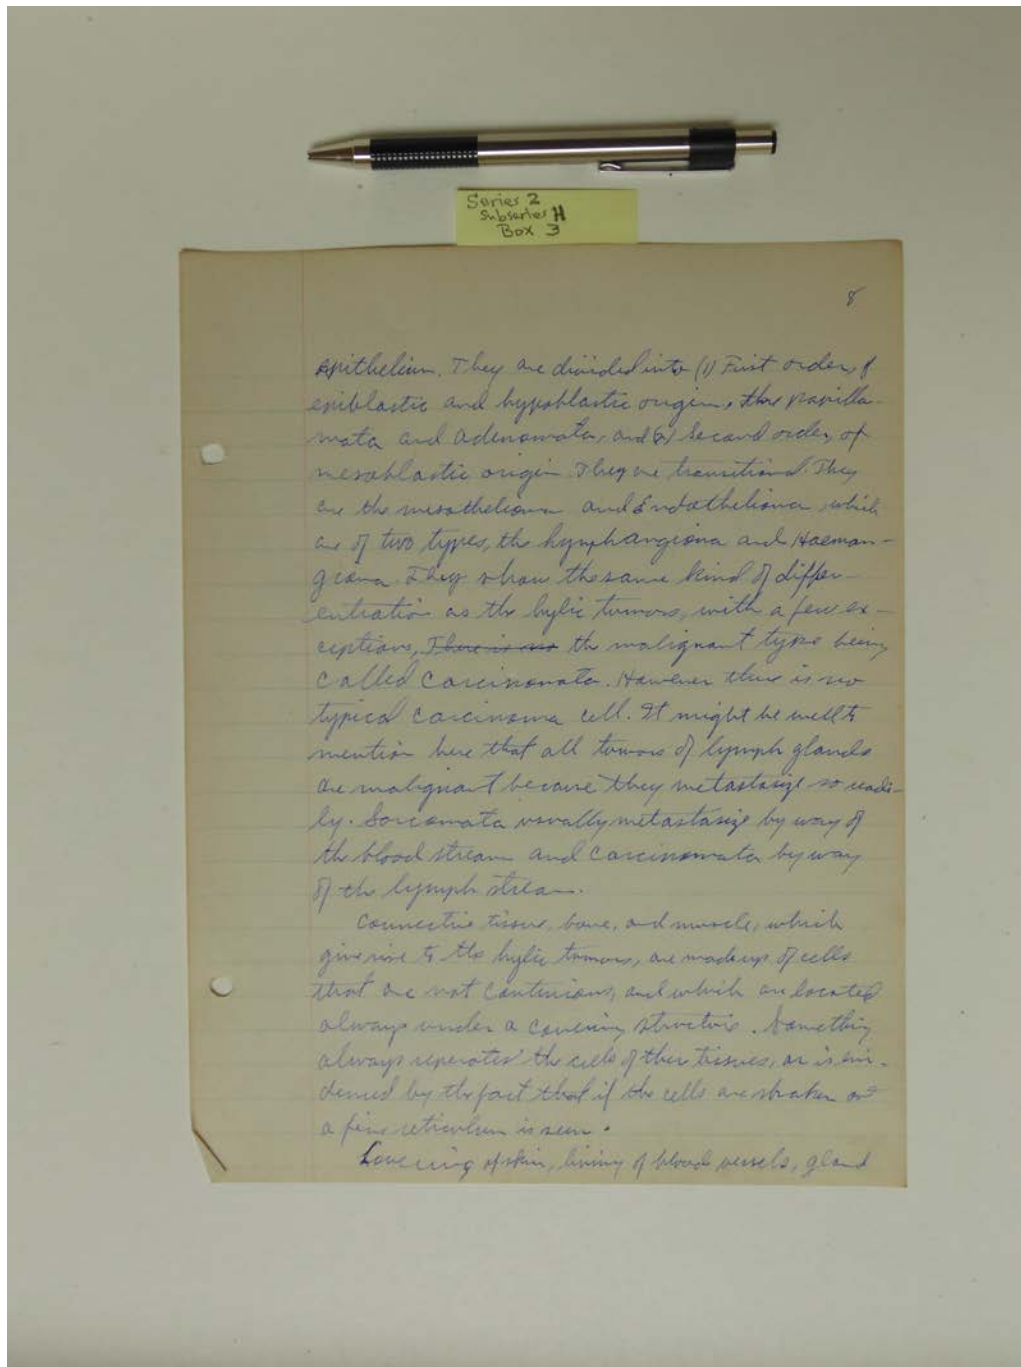 Series 2
Subseries H
Box 3
8
epithelium. They are divided into (1) First order, of
epiblastic and hypoblastic origin, the papilla-
mata and adenomata, and (2) Second order, of
mesoblastic origin. They are transitional. They
are the mesothelioma and Endothelioma, which
are of two types, the lymphangioma and Haeman-
gioma. They show the same kind of differ-
entiation as the hylic tumors, with a few ex-
ceptions, There is no the malignant type being
called Carcinomata. However there is no
typical carcinoma cell. It might be well to
mention here that all tumors of lymph glands
are malignant because they metastasize so readi-
ly. Sarcomata usually metastasize by way of
the blood stream and Carcinomata by way
of the lymph stream.
Connective tissue, bone, and muscle, which
give rise to the hylic tumors, are made up of cells
that are not continuous, and which are located
always under a covering structure. Something
always seperates the cells of these tissues, as is evi-
denced by the fact that if the cells are shaken out
a fine reticulum is seen.
Covering of skin, lining of blood vessels, gland